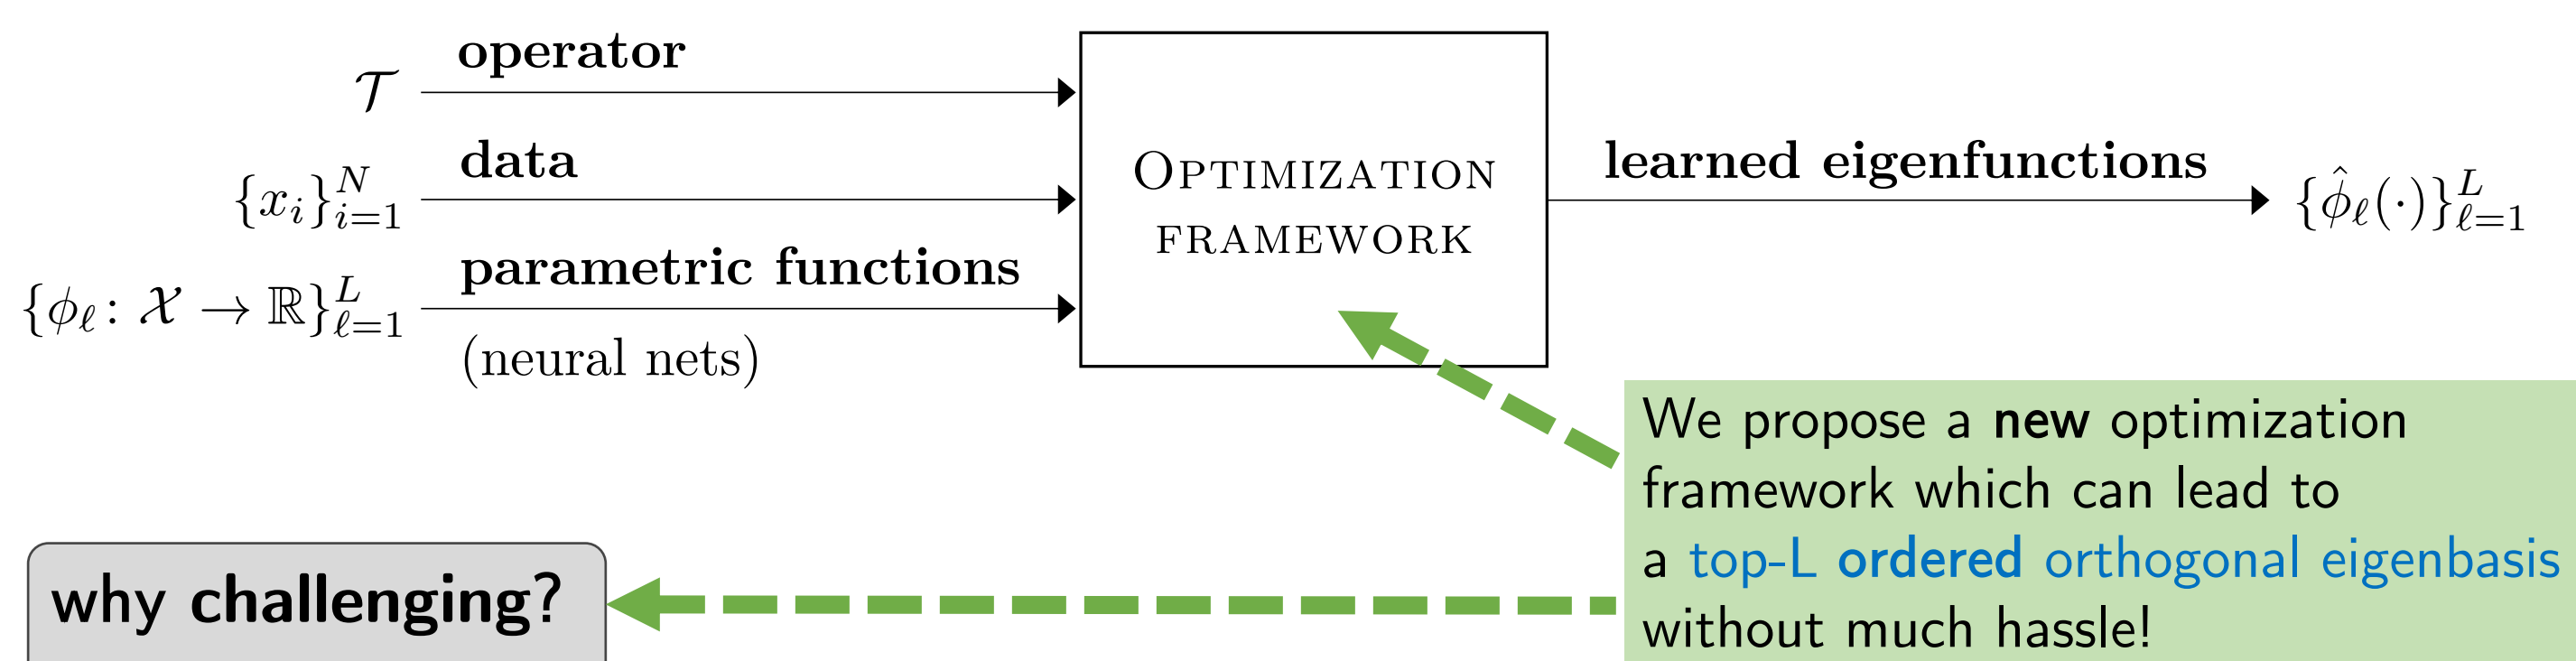 𝒯 operator
{x_i}_{i=1}^N data
{ϕ_ℓ : 𝒳 → ℝ}_{ℓ=1}^L parametric functions
(neural nets)
OPTIMIZATION
FRAMEWORK
learned eigenfunctions {ϕ̂_ℓ(·)}_{ℓ=1}^L
We propose a new optimization
framework which can lead to
a top-L ordered orthogonal eigenbasis
without much hassle!
why challenging?